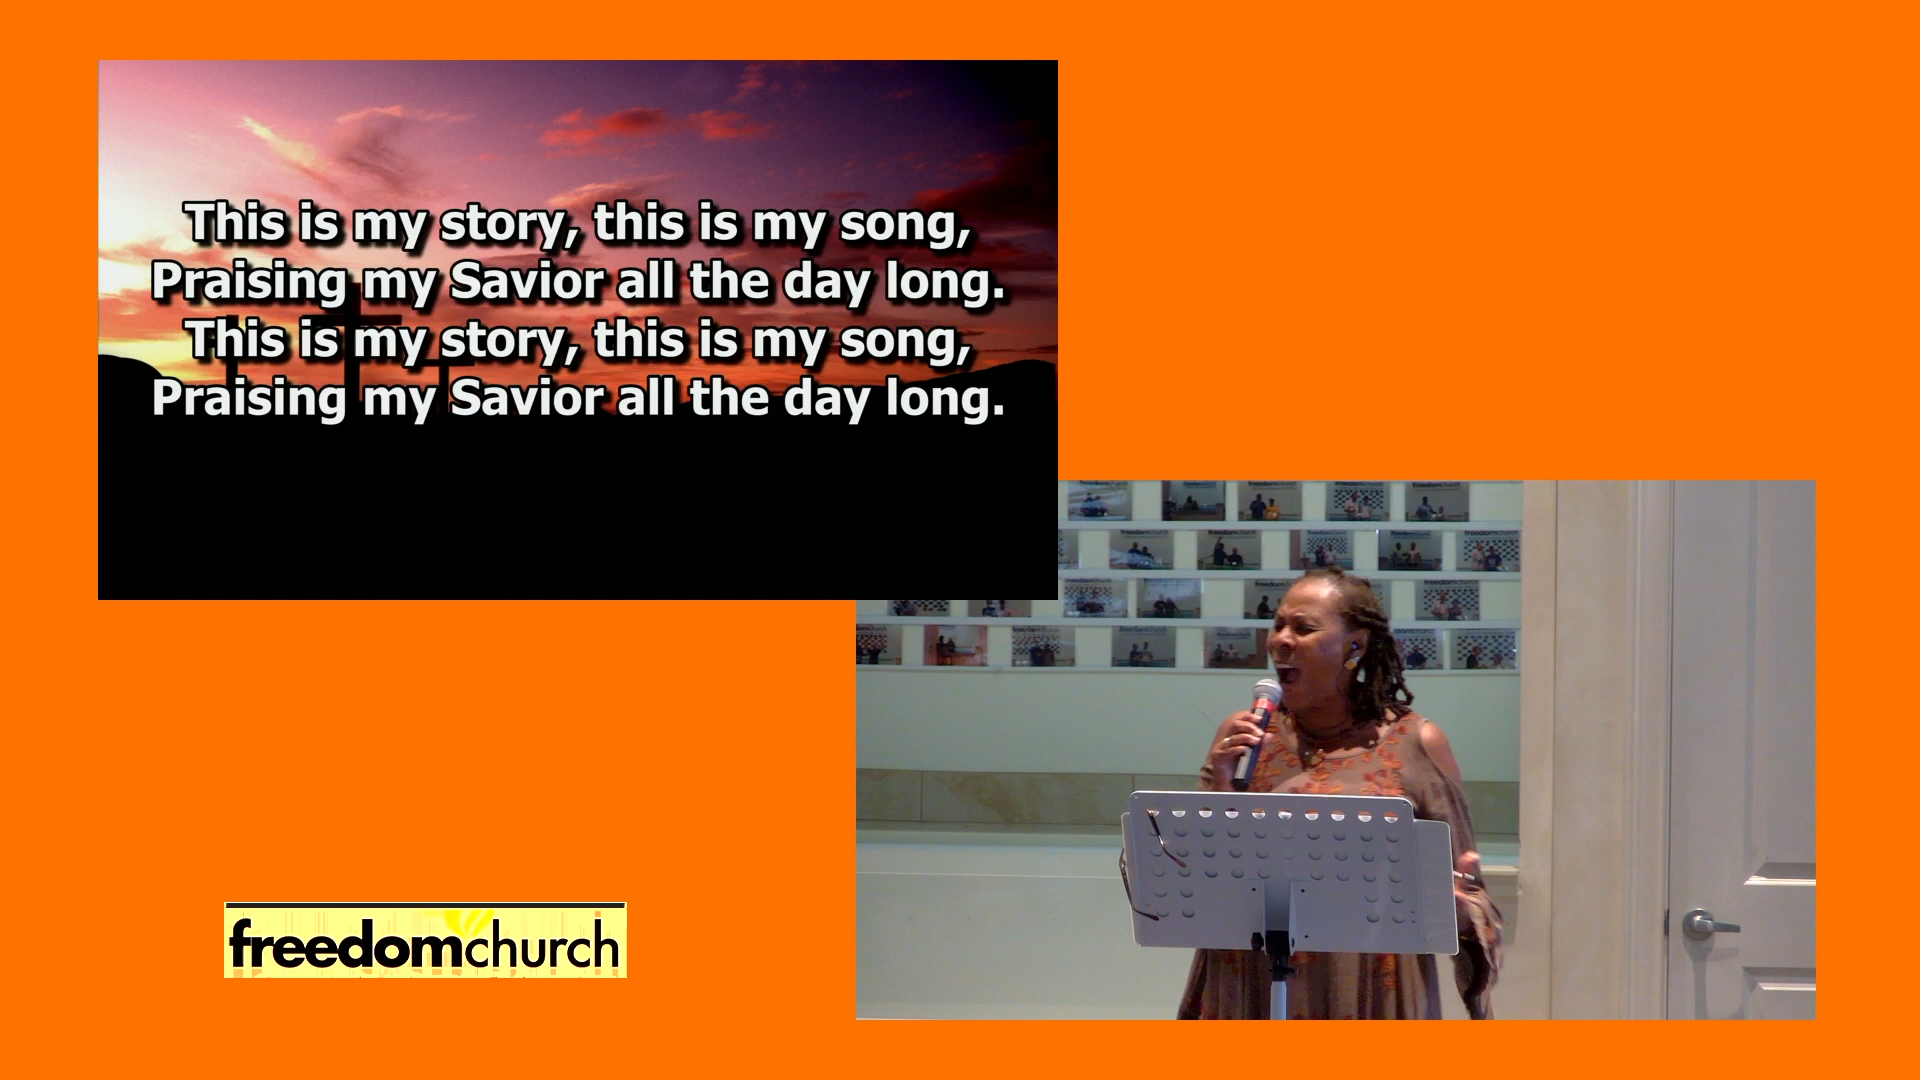 This is my story, this is my song,
Praising my Savior all the day long.
This is my story, this is my song,
Praising my Savior all the day long.
freedomchurch